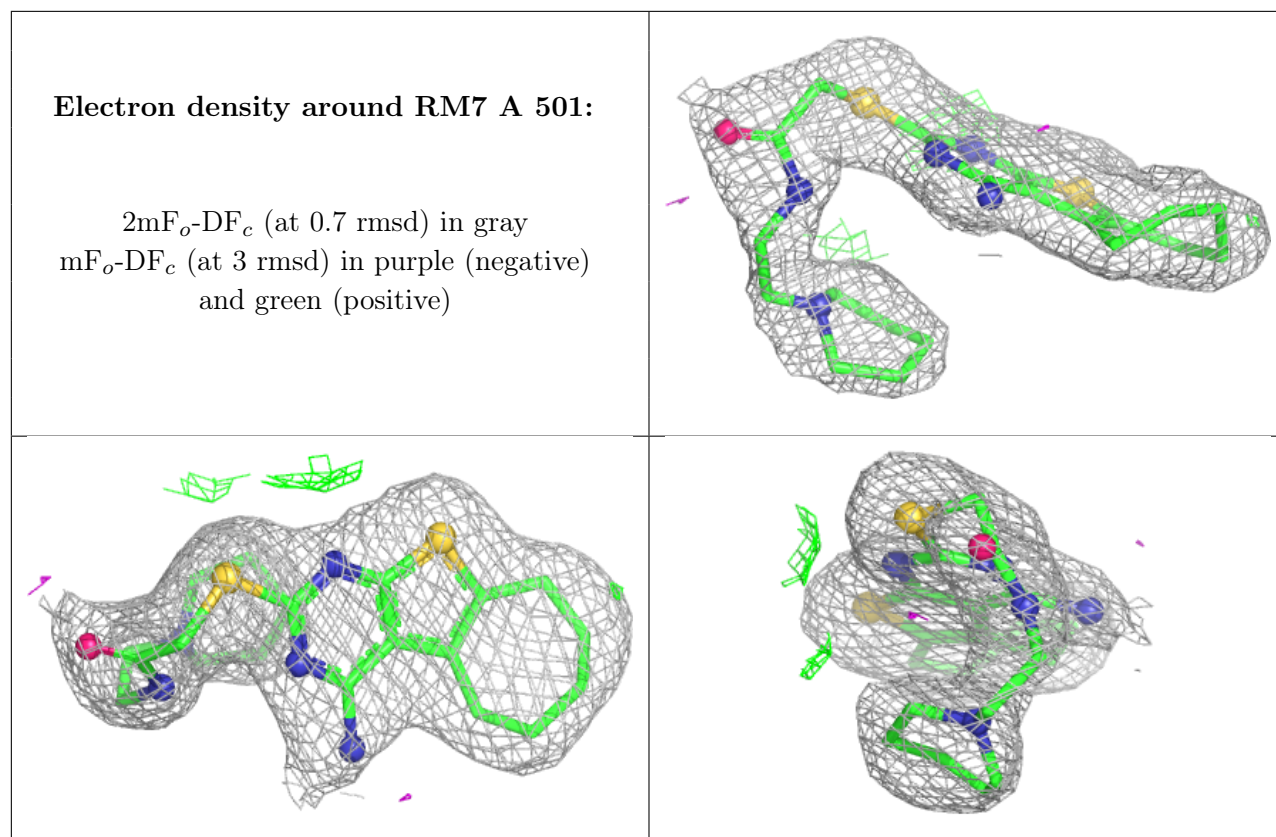 Electron density around RM7 A 501:
2mFₒ-DF𝒸 (at 0.7 rmsd) in gray
mFₒ-DF𝒸 (at 3 rmsd) in purple (negative)
and green (positive)